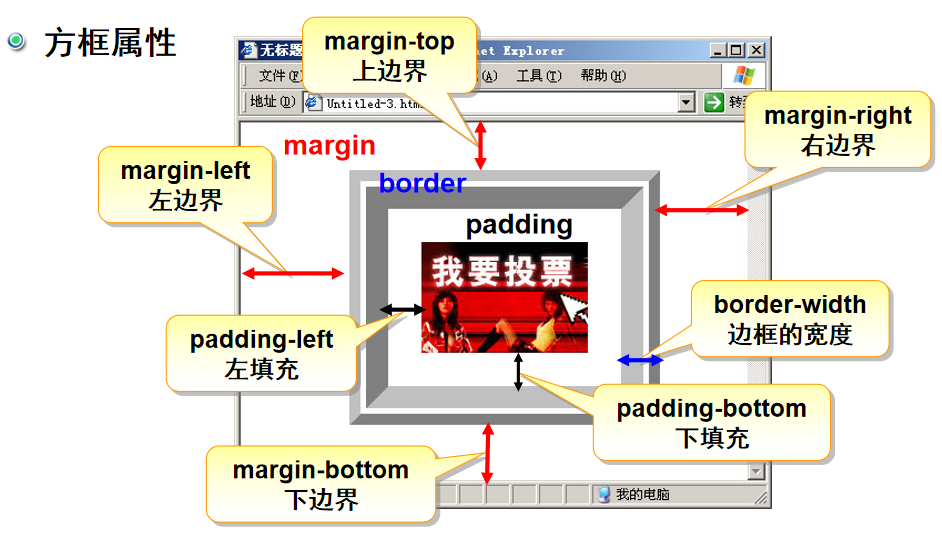 方框属性
无标题
net Explorer
margin-top
上边界
文件(F)
(A) 工具(T) 帮助(H)
地址(D)
Untitled-3.htm
转到
margin-right
右边界
margin
margin-left
左边界
border
padding
我要投票
border-width
边框的宽度
padding-left
左填充
padding-bottom
下填充
margin-bottom
下边界
我的电脑